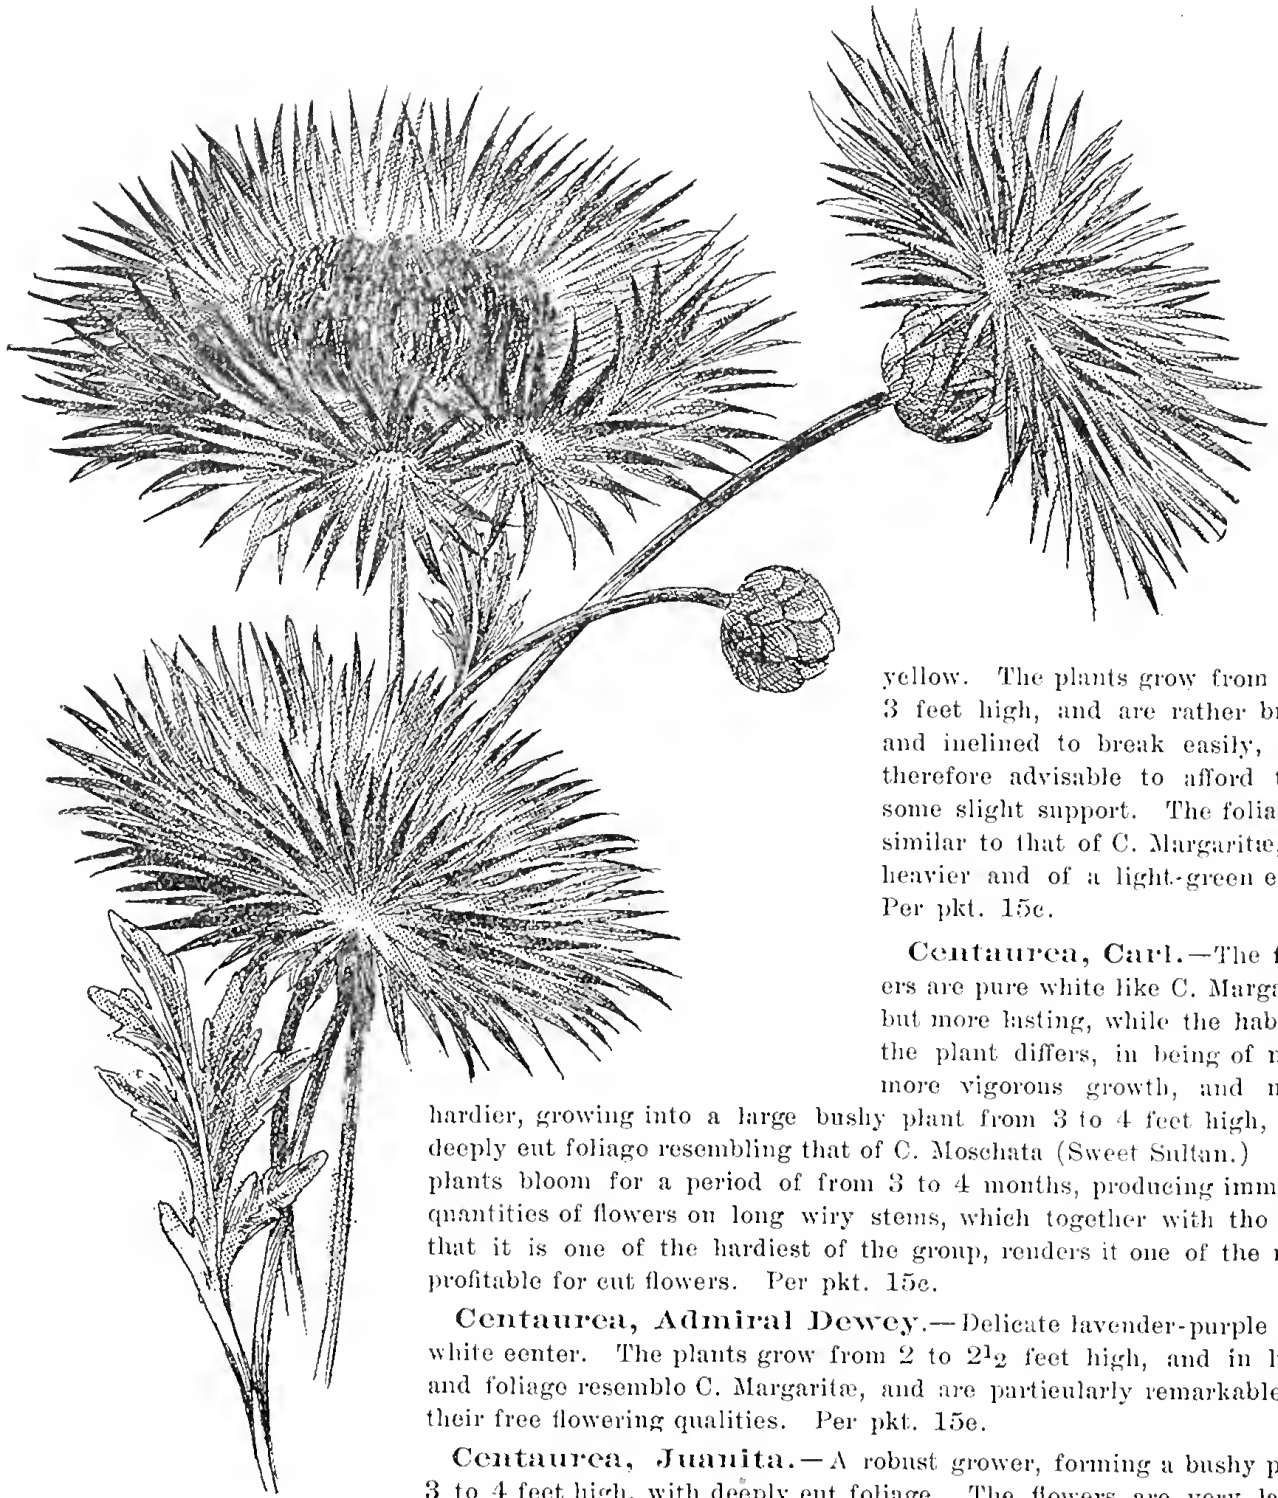 yellow. The plants grow from
3 feet high, and are rather br
and inclined to break easily,
therefore advisable to afford t
some slight support. The folia
similar to that of C. Margaritæ,
heavier and of a light-green c
Per pkt. 15c.
Centaurea, Carl.—The f
ers are pure white like C. Marga
but more lasting, while the hab
the plant differs, in being of m
more vigorous growth, and m
hardier, growing into a large bushy plant from 3 to 4 feet high,
deeply cut foliage resembling that of C. Moschata (Sweet Sultan.)
plants bloom for a period of from 3 to 4 months, producing imm
quantities of flowers on long wiry stems, which together with the
that it is one of the hardiest of the group, renders it one of the m
profitable for cut flowers. Per pkt. 15c.
Centaurea, Admiral Dewey.—Delicate lavender-purple
white center. The plants grow from 2 to 2½ feet high, and in h
and foliage resemble C. Margaritæ, and are particularly remarkable
their free flowering qualities. Per pkt. 15c.
Centaurea, Juanita.—A robust grower, forming a bushy p
3 to 4 feet high, with deeply cut foliage. The flowers are very la